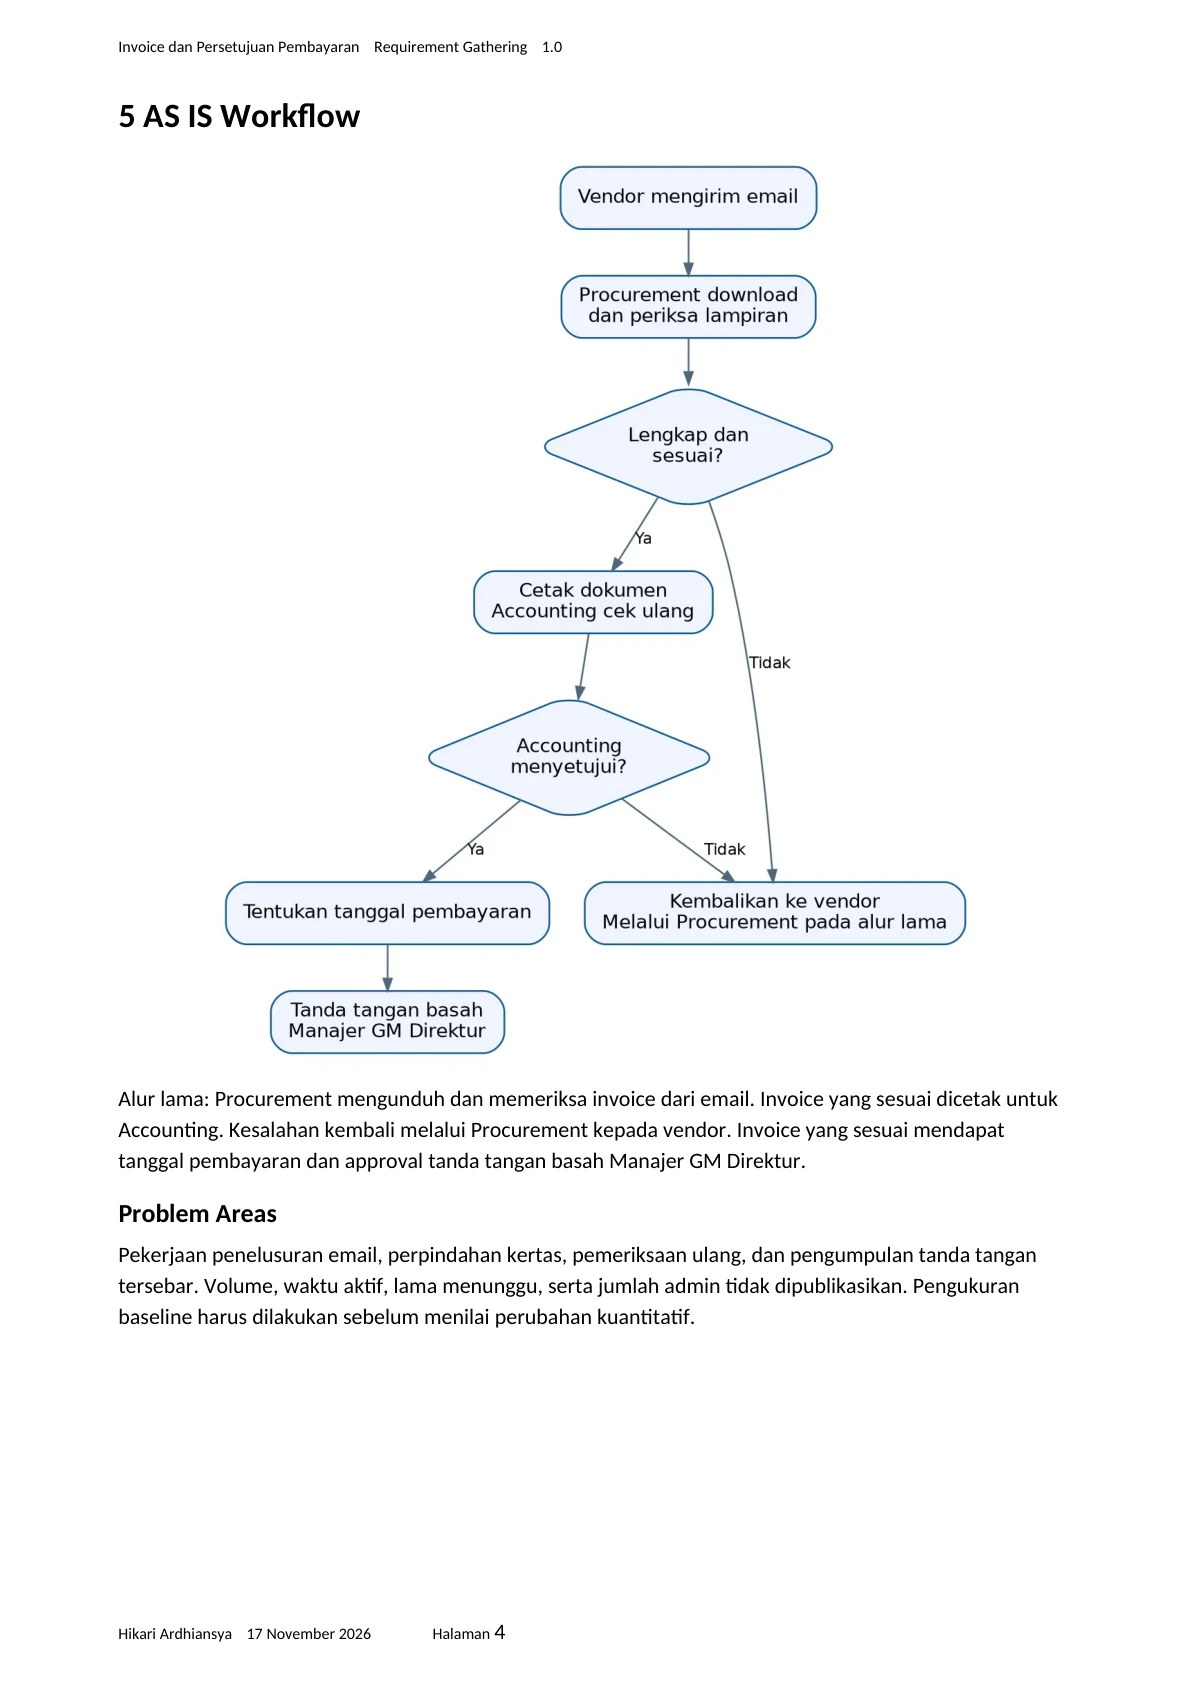 Invoice dan Persetujuan Pembayaran Requirement Gathering 1.0
5 AS IS Workflow
Vendor mengirim email
Procurement download
dan periksa lampiran
Lengkap dan
sesuai?
Ya
Cetak dokumen
Accounting cek ulang
Tidak
Accounting
menyetujui?
Ya
Tidak
Tentukan tanggal pembayaran
Kembalikan ke vendor
Melalui Procurement pada alur lama
Tanda tangan basah
Manajer GM Direktur
Alur lama: Procurement mengunduh dan memeriksa invoice dari email. Invoice yang sesuai dicetak untuk
Accounting. Kesalahan kembali melalui Procurement kepada vendor. Invoice yang sesuai mendapat
tanggal pembayaran dan approval tanda tangan basah Manajer GM Direktur.
Problem Areas
Pekerjaan penelusuran email, perpindahan kertas, pemeriksaan ulang, dan pengumpulan tanda tangan
tersebar. Volume, waktu aktif, lama menunggu, serta jumlah admin tidak dipublikasikan. Pengukuran
baseline harus dilakukan sebelum menilai perubahan kuantitatif.
Hikari Ardhiansya 17 November 2026 Halaman 4